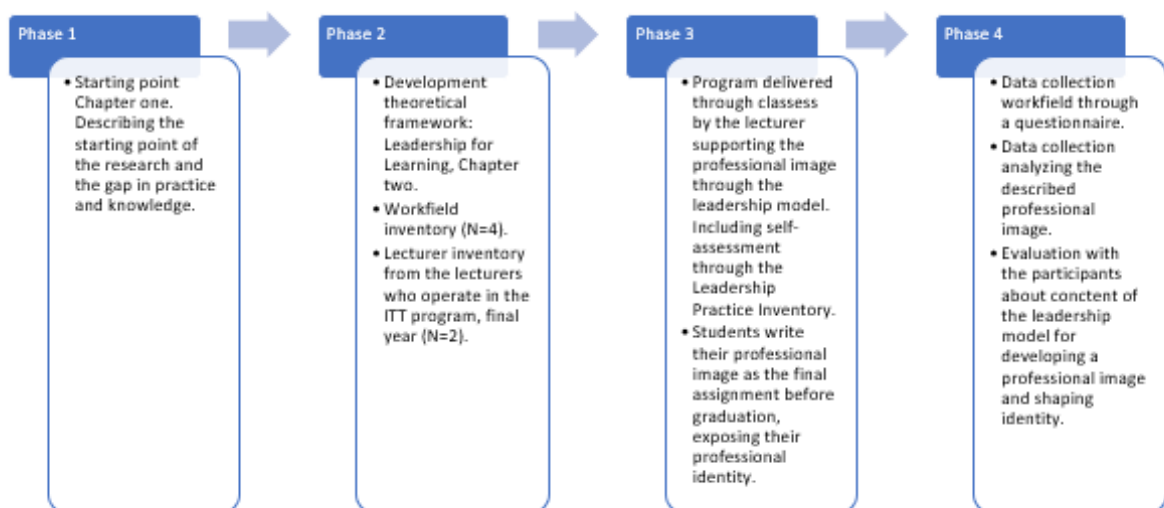 Phase 1
• Starting point
Chapter one.
Describing the
starting point of
the research and
the gap in practice
and knowledge.
Phase 2
• Development
theoretical
framework:
Leadership for
Learning, Chapter
two.
• Workfield
inventory (N=4).
• Lecturer inventory
from the lecturers
who operate in the
ITT program, final
year (N=2).
Phase 3
• Program delivered
through classess
by the lecturer
supporting the
professional image
through the
leadership model.
Including self-
assessment
through the
Leadership
Practice Inventory.
• Students write
their professional
image as the final
assignment before
graduation,
exposing their
professional
identity.
Phase 4
• Data collection
workfield through
a questionnaire.
• Data collection
analyzing the
described
professional
image.
• Evaluation with
the participants
about conctent of
the leadership
model for
developing a
professional image
and shaping
identity.